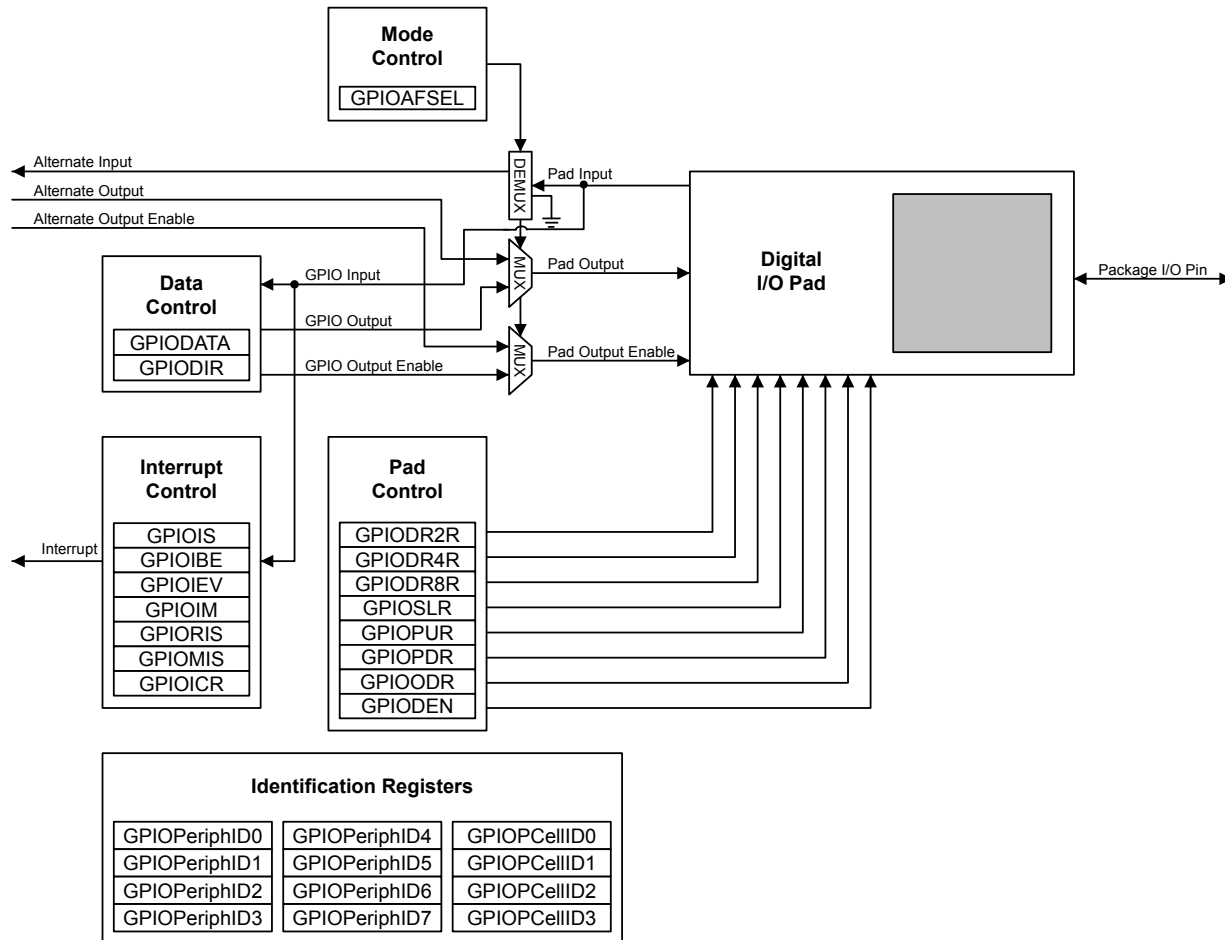 Mode
Control
GPIOAFSEL
Alternate Input
Alternate Output
Alternate Output Enable
DEMUX
Pad Input
MUX
Pad Output
MUX
Pad Output Enable
Digital
I/O Pad
Package I/O Pin
Data
Control
GPIODATA
GPIODIR
GPIO Input
GPIO Output
GPIO Output Enable
Interrupt
Control
GPIOIS
GPIOIBE
GPIOIEV
GPIOIM
GPIORIS
GPIOMIS
GPIOICR
Interrupt
Pad
Control
GPIODR2R
GPIODR4R
GPIODR8R
GPIOSLR
GPIOPUR
GPIOPDR
GPIOODR
GPIODEN
Identification Registers
GPIOPeriphID0 GPIOPeriphID4 GPIOPCellID0
GPIOPeriphID1 GPIOPeriphID5 GPIOPCellID1
GPIOPeriphID2 GPIOPeriphID6 GPIOPCellID2
GPIOPeriphID3 GPIOPeriphID7 GPIOPCellID3